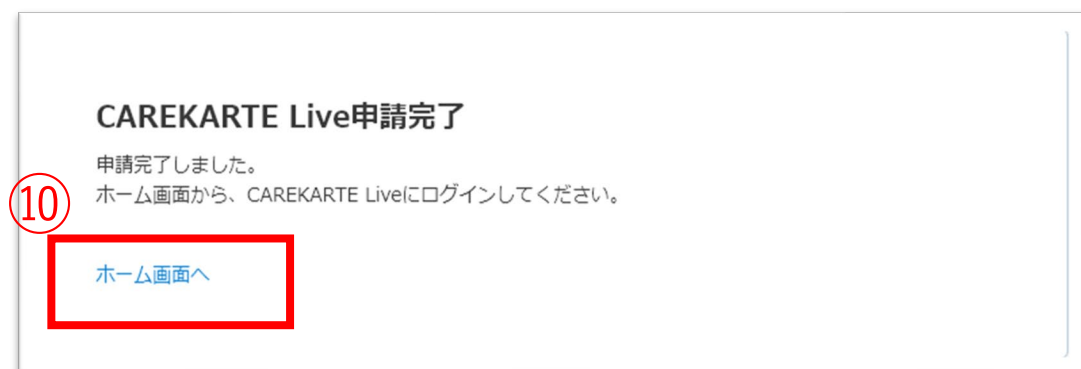 CAREKARTE Live申請完了
申請完了しました。
ホーム画面から、CAREKARTE Liveにログインしてください。
⑩
ホーム画面へ